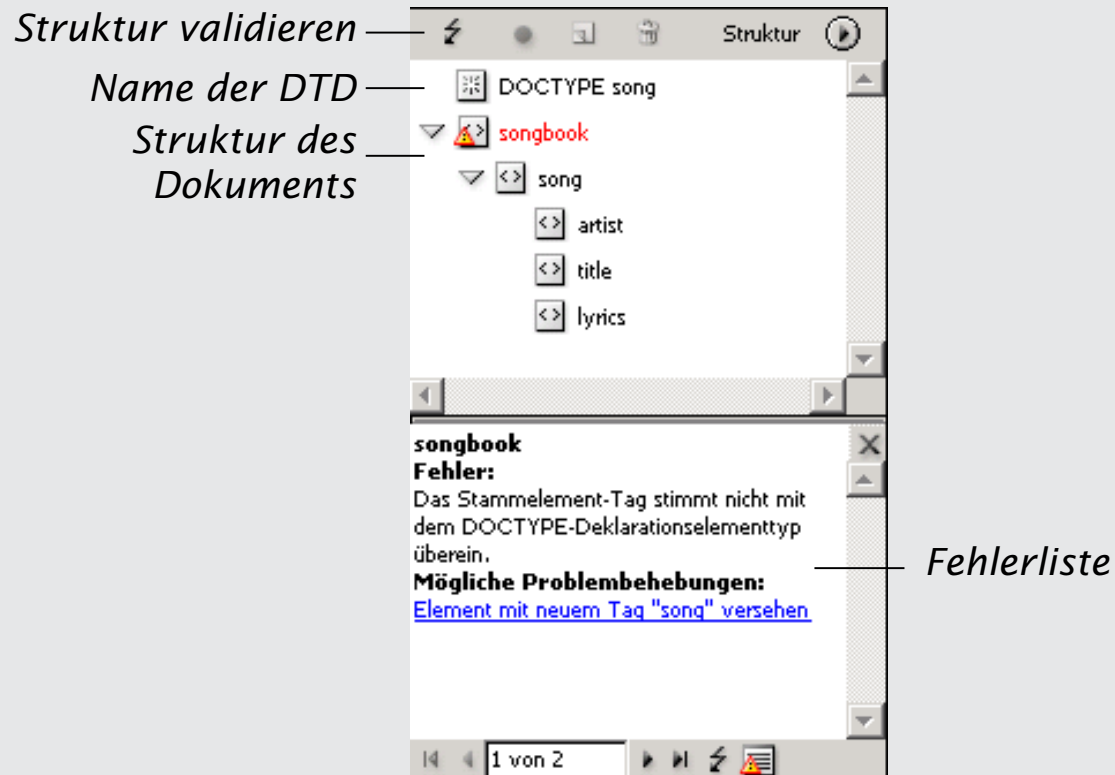 Struktur validieren
Struktur
Name der DTD
DOCTYPE song
Struktur des
Dokuments
songbook
song
artist
title
lyrics
songbook
Fehler:
Das Stammelement-Tag stimmt nicht mit
dem DOCTYPE-Deklarationselementtyp
überein.
Mögliche Problembehebungen:
Element mit neuem Tag "song" versehen
Fehlerliste
1 von 2